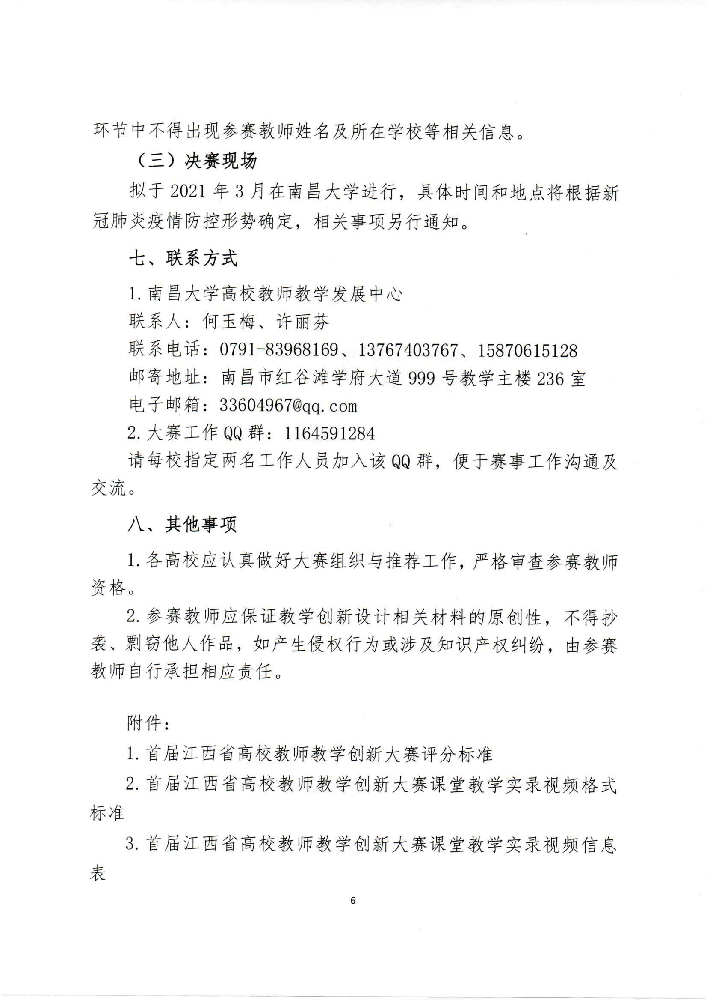 环节中不得出现参赛教师姓名及所在学校等相关信息。
（三）决赛现场
拟于 2021 年 3 月在南昌大学进行，具体时间和地点将根据新
冠肺炎疫情防控形势确定，相关事项另行通知。
七、联系方式
1.南昌大学高校教师教学发展中心
联系人：何玉梅、许丽芬
联系电话：0791-83968169、13767403767、15870615128
邮寄地址：南昌市红谷滩学府大道 999 号教学主楼 236 室
电子邮箱：33604967@qq.com
2.大赛工作 QQ 群：1164591284
请每校指定两名工作人员加入该 QQ 群，便于赛事工作沟通及
交流。
八、其他事项
1.各高校应认真做好大赛组织与推荐工作，严格审查参赛教师
资格。
2.参赛教师应保证教学创新设计相关材料的原创性，不得抄
袭、剽窃他人作品，如产生侵权行为或涉及知识产权纠纷，由参赛
教师自行承担相应责任。
附件：
1.首届江西省高校教师教学创新大赛评分标准
2.首届江西省高校教师教学创新大赛课堂教学实录视频格式
标准
3.首届江西省高校教师教学创新大赛课堂教学实录视频信息
表
6